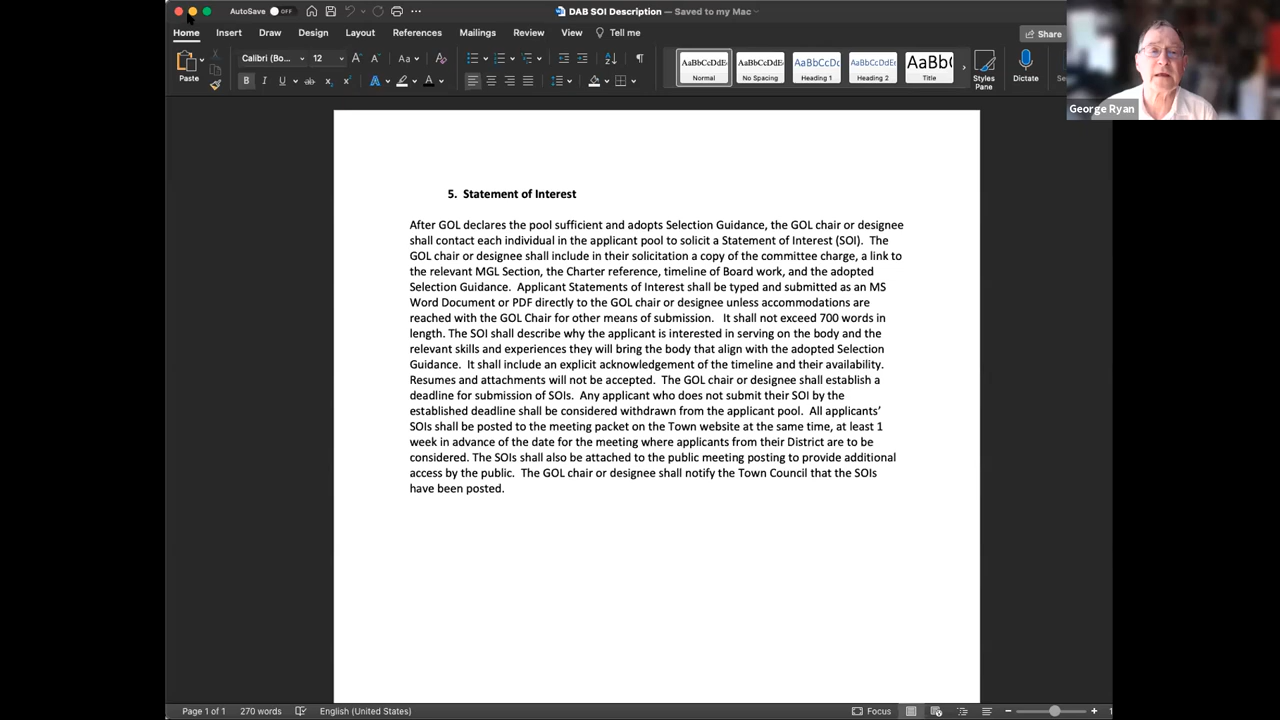 AutoSave OFF DAB SOI Description — Saved to my Mac
Home Insert Draw Design Layout References Mailings Review View Tell me Share
Paste Calibri (Bo... 12 AaBbCcDdEe AaBbCcDdEe AaBbCcDc AaBbCcDdEe AaBb(
Normal No Spacing Heading 1 Heading 2 Title Styles Pane Dictate
George Ryan
5. Statement of Interest
After GOL declares the pool sufficient and adopts Selection Guidance, the GOL chair or designee
shall contact each individual in the applicant pool to solicit a Statement of Interest (SOI). The
GOL chair or designee shall include in their solicitation a copy of the committee charge, a link to
the relevant MGL Section, the Charter reference, timeline of Board work, and the adopted
Selection Guidance. Applicant Statements of Interest shall be typed and submitted as an MS
Word Document or PDF directly to the GOL chair or designee unless accommodations are
reached with the GOL Chair for other means of submission. It shall not exceed 700 words in
length. The SOI shall describe why the applicant is interested in serving on the body and the
relevant skills and experiences they will bring the body that align with the adopted Selection
Guidance. It shall include an explicit acknowledgement of the timeline and their availability.
Resumes and attachments will not be accepted. The GOL chair or designee shall establish a
deadline for submission of SOIs. Any applicant who does not submit their SOI by the
established deadline shall be considered withdrawn from the applicant pool. All applicants’
SOIs shall be posted to the meeting packet on the Town website at the same time, at least 1
week in advance of the date for the meeting where applicants from their District are to be
considered. The SOIs shall also be attached to the public meeting posting to provide additional
access by the public. The GOL chair or designee shall notify the Town Council that the SOIs
have been posted.
Page 1 of 1 270 words English (United States) Focus